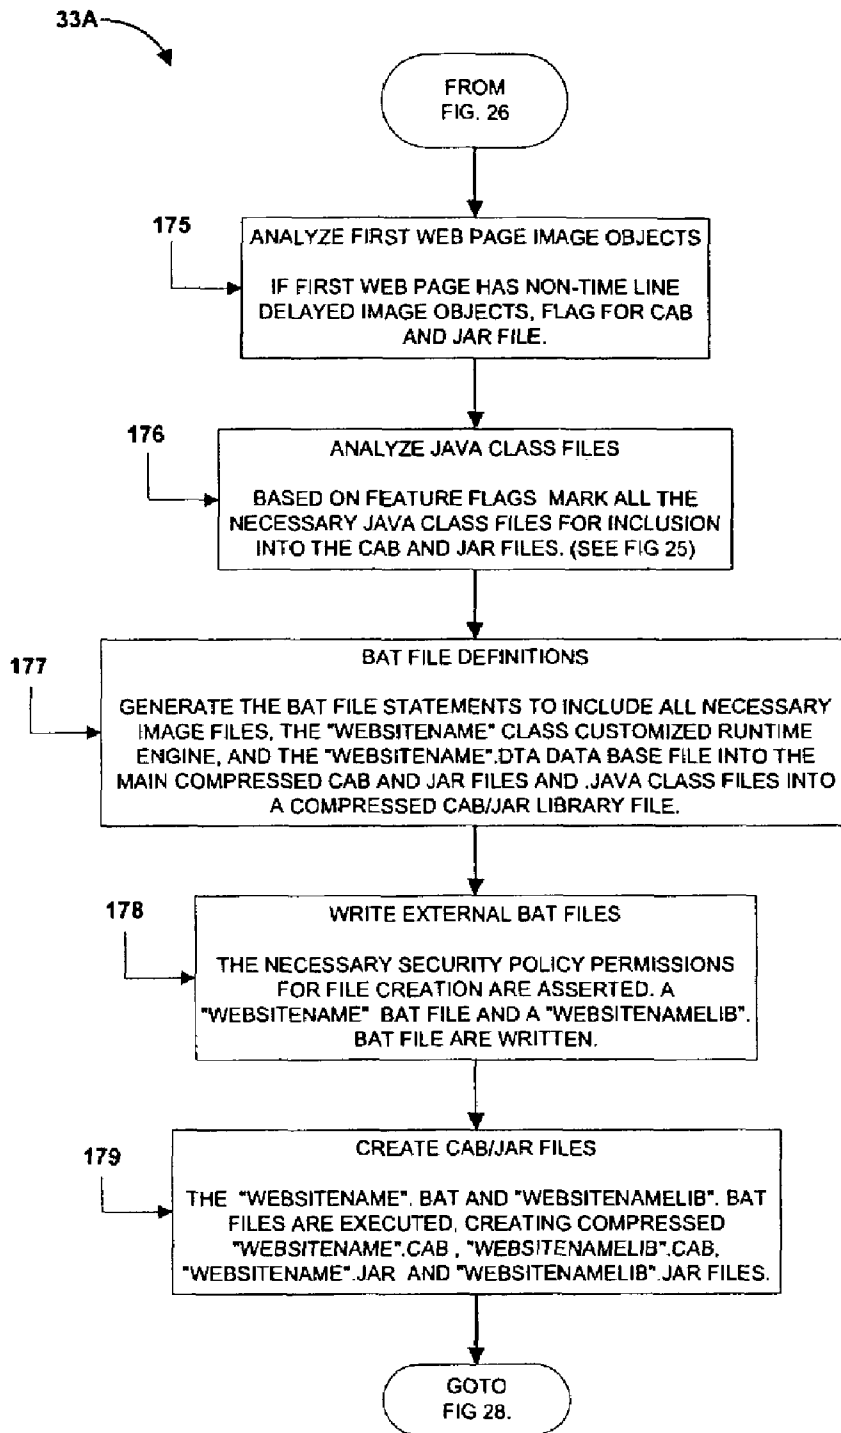 33A
FROM
FIG. 26
175
ANALYZE FIRST WEB PAGE IMAGE OBJECTS
IF FIRST WEB PAGE HAS NON-TIME LINE
DELAYED IMAGE OBJECTS, FLAG FOR CAB
AND JAR FILE.
176
ANALYZE JAVA CLASS FILES
BASED ON FEATURE FLAGS MARK ALL THE
NECESSARY JAVA CLASS FILES FOR INCLUSION
INTO THE CAB AND JAR FILES. (SEE FIG 25)
177
BAT FILE DEFINITIONS
GENERATE THE BAT FILE STATEMENTS TO INCLUDE ALL NECESSARY
IMAGE FILES, THE "WEBSITENAME" CLASS CUSTOMIZED RUNTIME
ENGINE, AND THE "WEBSITENAME".DTA DATA BASE FILE INTO THE
MAIN COMPRESSED CAB AND JAR FILES AND .JAVA CLASS FILES INTO
A COMPRESSED CAB/JAR LIBRARY FILE.
178
WRITE EXTERNAL BAT FILES
THE NECESSARY SECURITY POLICY PERMISSIONS
FOR FILE CREATION ARE ASSERTED. A
"WEBSITENAME" BAT FILE AND A "WEBSITENAMELIB".
BAT FILE ARE WRITTEN.
179
CREATE CAB/JAR FILES
THE "WEBSITENAME". BAT AND "WEBSITENAMELIB". BAT
FILES ARE EXECUTED, CREATING COMPRESSED
"WEBSITENAME".CAB , "WEBSITENAMELIB".CAB,
"WEBSITENAME".JAR AND "WEBSITENAMELIB".JAR FILES.
GOTO
FIG 28.